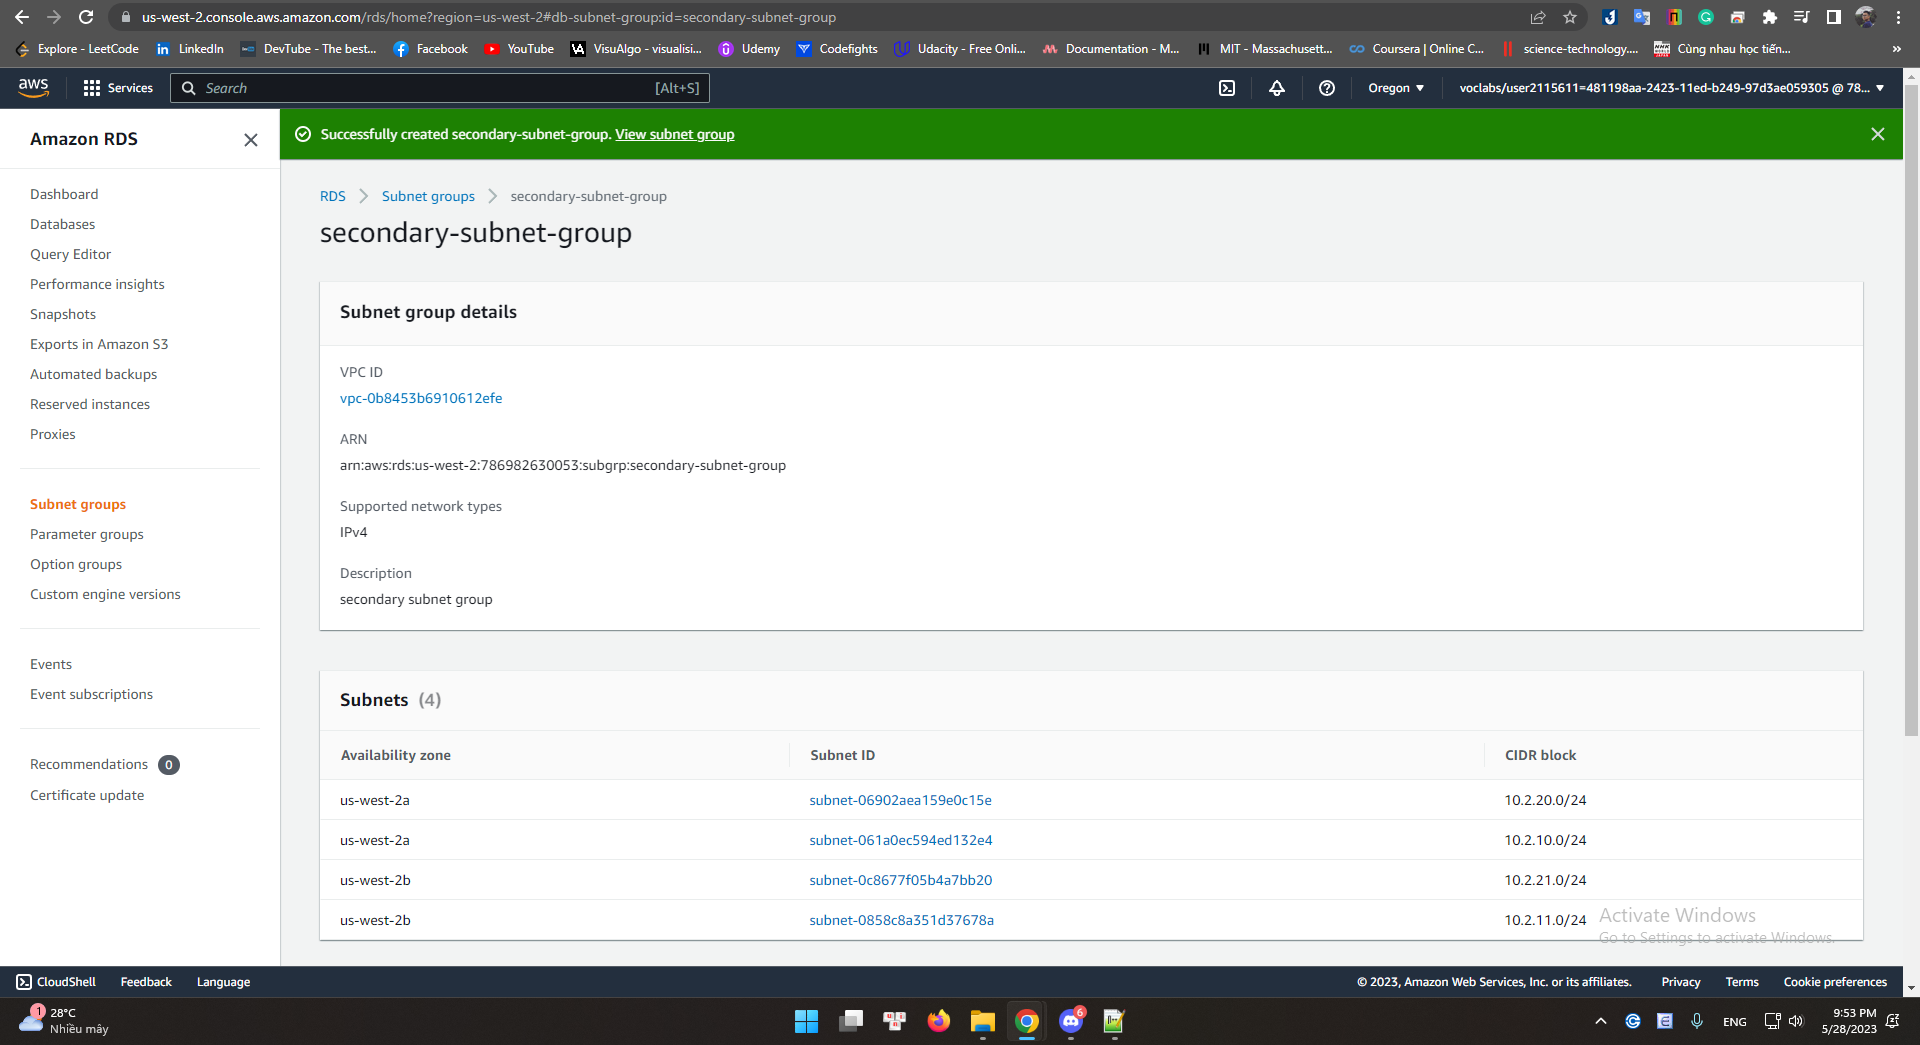 us-west-2.console.aws.amazon.com/rds/home?region=us-west-2#db-subnet-group:id=secondary-subnet-group
Explore - LeetCode
LinkedIn
DevTube - The best...
Facebook
YouTube
VisuAlgo - visualisi...
Udemy
Codefights
Udacity - Free Onli...
Documentation - M...
MIT - Massachusett...
Coursera | Online C...
science-technology....
Cùng nhau học tiến...
»
aws
Services
Search
[Alt+S]
Oregon
voclabs/user2115611=481198aa-2423-11ed-b249-97d3ae059305 @ 78...
Amazon RDS
Successfully created secondary-subnet-group. View subnet group
Dashboard
Databases
Query Editor
Performance insights
Snapshots
Exports in Amazon S3
Automated backups
Reserved instances
Proxies
Subnet groups
Parameter groups
Option groups
Custom engine versions
Events
Event subscriptions
Recommendations 0
Certificate update
RDS
Subnet groups
secondary-subnet-group
secondary-subnet-group
Subnet group details
VPC ID
vpc-0b8453b6910612efe
ARN
arn:aws:rds:us-west-2:786982630053:subgrp:secondary-subnet-group
Supported network types
IPv4
Description
secondary subnet group
Subnets (4)
Availability zone Subnet ID CIDR block
us-west-2a subnet-06902aea159e0c15e 10.2.20.0/24
us-west-2a subnet-061a0ec594ed132e4 10.2.10.0/24
us-west-2b subnet-0c8677f05b4a7bb20 10.2.21.0/24
us-west-2b subnet-0858c8a351d37678a 10.2.11.0/24
Activate Windows
Go to Settings to activate Windows.
CloudShell
Feedback
Language
© 2023, Amazon Web Services, Inc. or its affiliates.
Privacy
Terms
Cookie preferences
1
28°C
Nhiều mây
6
ENG
9:53 PM
5/28/2023